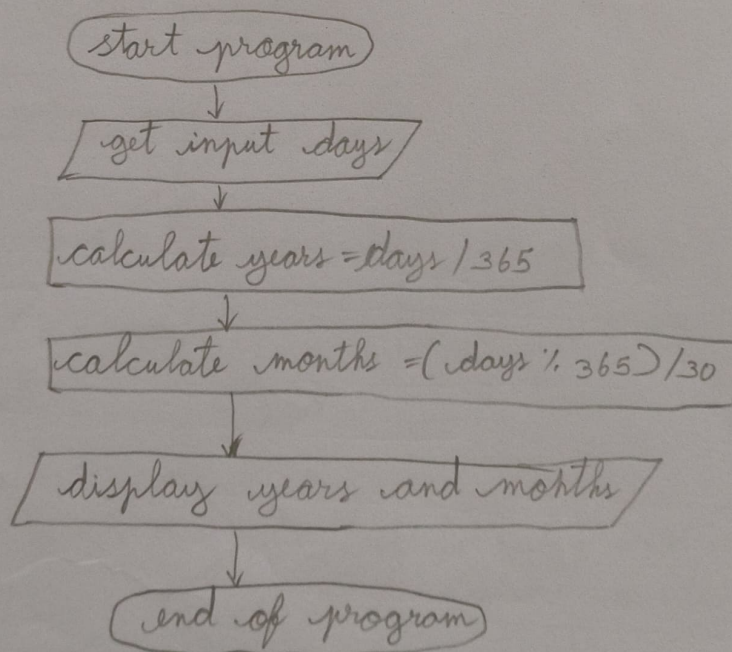 start program
get input days
calculate years = days / 365
calculate months = ( days % 365 ) / 30
display years and months
end of program